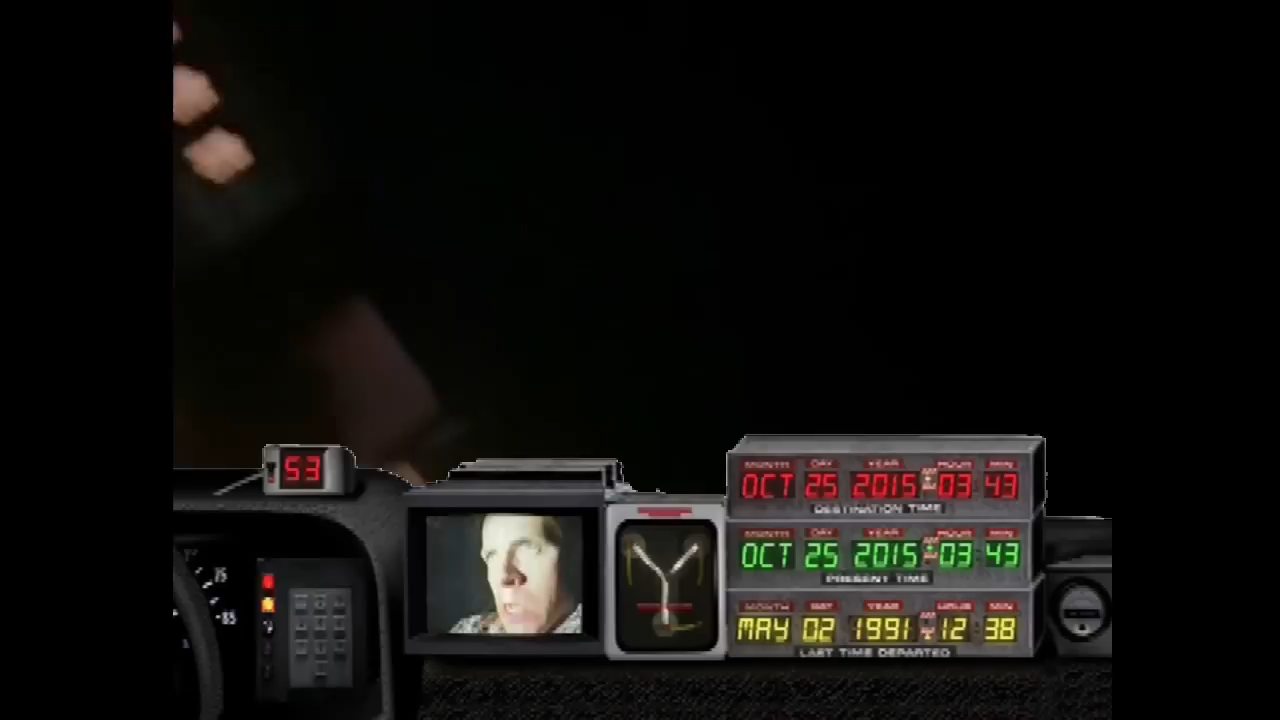 53
MONTH DAY YEAR HOUR MIN
OCT 25 2015 03 43
DESTINATION TIME
MONTH DAY YEAR HOUR MIN
OCT 25 2015 03 43
PRESENT TIME
MONTH DAY YEAR HOUR MIN
MAY 02 1991 12 38
LAST TIME DEPARTED
75
85